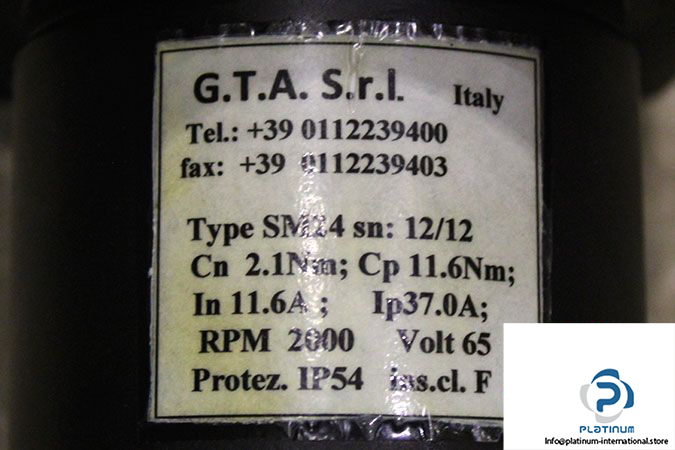 G.T.A. S.r.l. Italy
Tel.: +39 0112239400
fax: +39 0112239403
Type SM24 sn: 12/12
Cn 2.1Nm; Cp 11.6Nm;
In 11.6A ; Ip37.0A;
RPM 2000 Volt 65
Protez. IP54 ins.cl. F
PLATINUM
Info@platinum-international.store